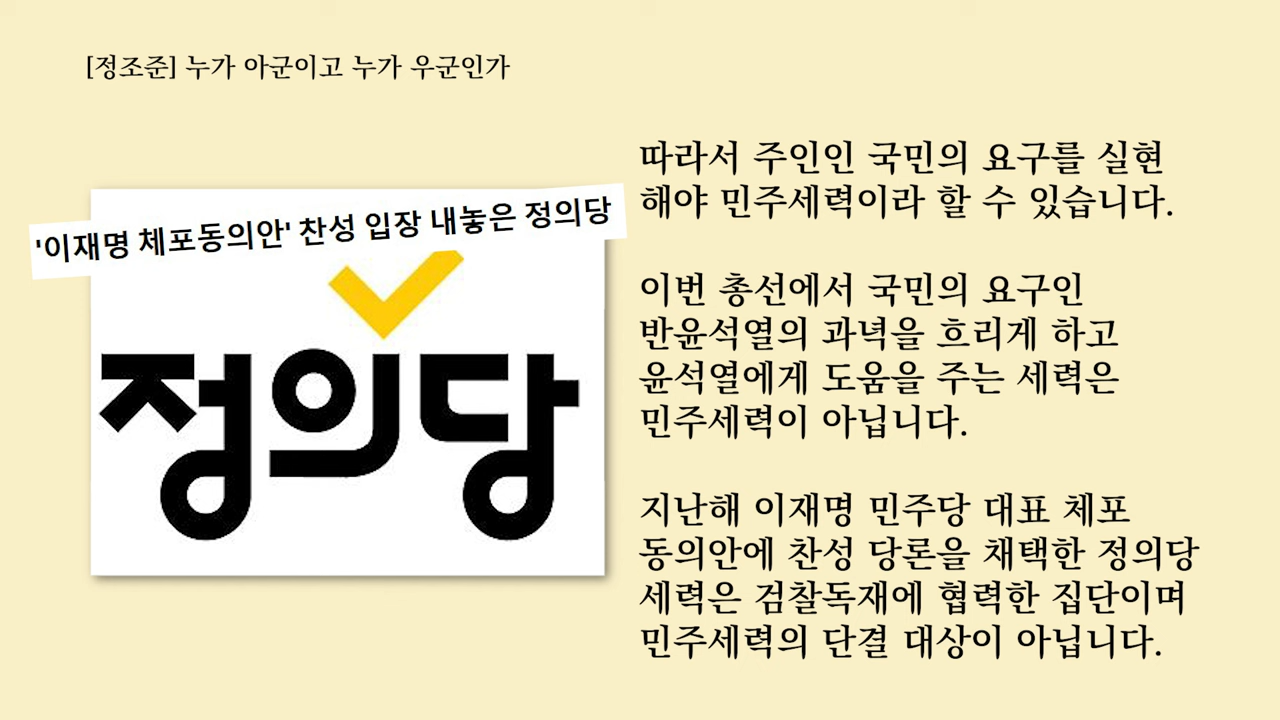 [정조준] 누가 아군이고 누가 우군인가
'이재명 체포동의안' 찬성 입장 내놓은 정의당
정의당
따라서 주인인 국민의 요구를 실현
해야 민주세력이라 할 수 있습니다.
이번 총선에서 국민의 요구인
반윤석열의 과녁을 흐리게 하고
윤석열에게 도움을 주는 세력은
민주세력이 아닙니다.
지난해 이재명 민주당 대표 체포
동의안에 찬성 당론을 채택한 정의당
세력은 검찰독재에 협력한 집단이며
민주세력의 단결 대상이 아닙니다.